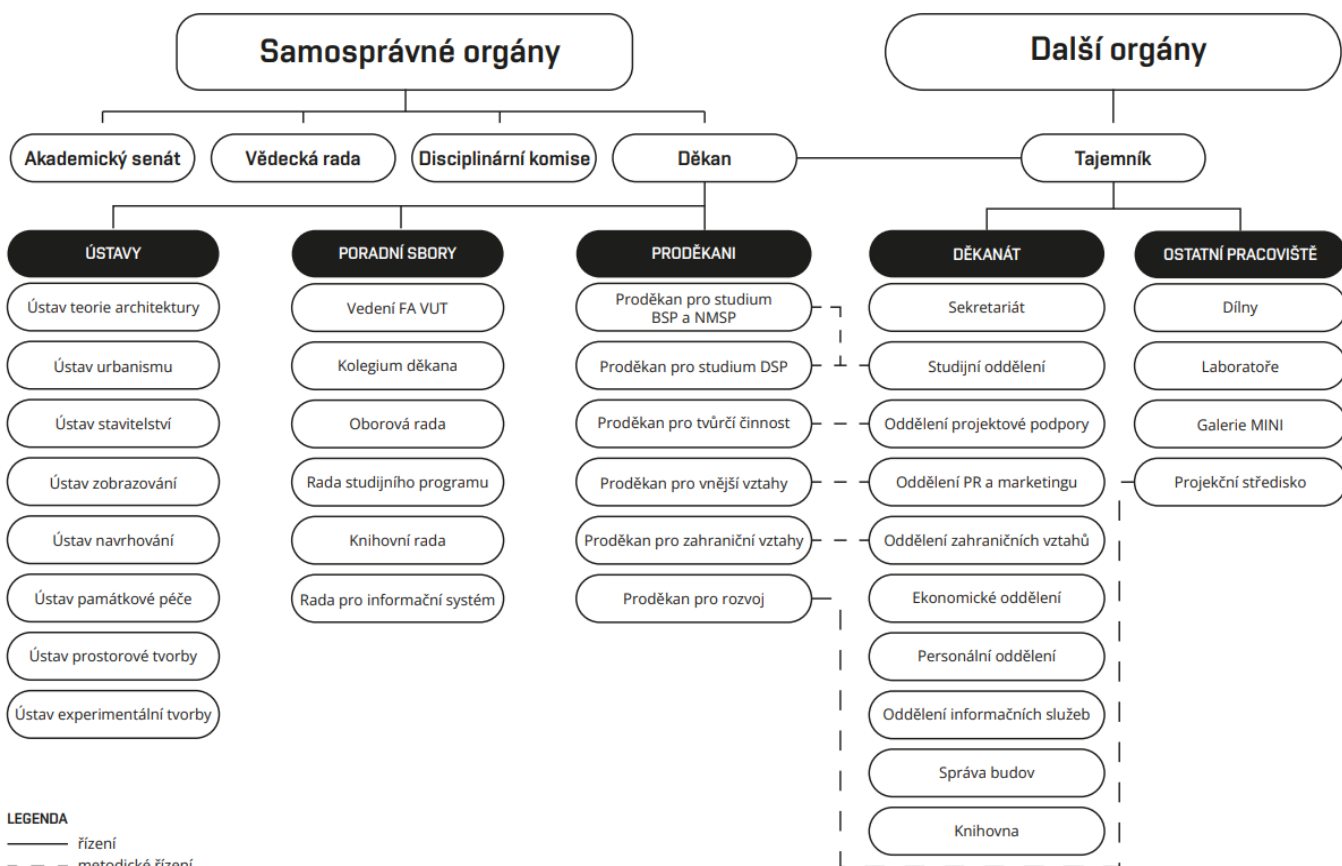 Samosprávné orgány
Další orgány
Akademický senát
Vědecká rada
Disciplinární komise
Děkan
Tajemník
ÚSTAVY
Ústav teorie architektury
Ústav urbanismu
Ústav stavitelství
Ústav zobrazování
Ústav navrhování
Ústav památkové péče
Ústav prostorové tvorby
Ústav experimentální tvorby
PORADNÍ SBORY
Vedení FA VUT
Kolegium děkana
Oborová rada
Rada studijního programu
Knihovní rada
Rada pro informační systém
PRODĚKANI
Proděkan pro studium
BSP a NMSP
Proděkan pro studium DSP
Proděkan pro tvůrčí činnost
Proděkan pro vnější vztahy
Proděkan pro zahraniční vztahy
Proděkan pro rozvoj
DĚKANÁT
Sekretariát
Studijní oddělení
Oddělení projektové podpory
Oddělení PR a marketingu
Oddělení zahraničních vztahů
Ekonomické oddělení
Personální oddělení
Oddělení informačních služeb
Správa budov
Knihovna
OSTATNÍ PRACOVIŠTĚ
Dílny
Laboratoře
Galerie MINI
Projekční středisko
LEGENDA
řízení
metodické řízení